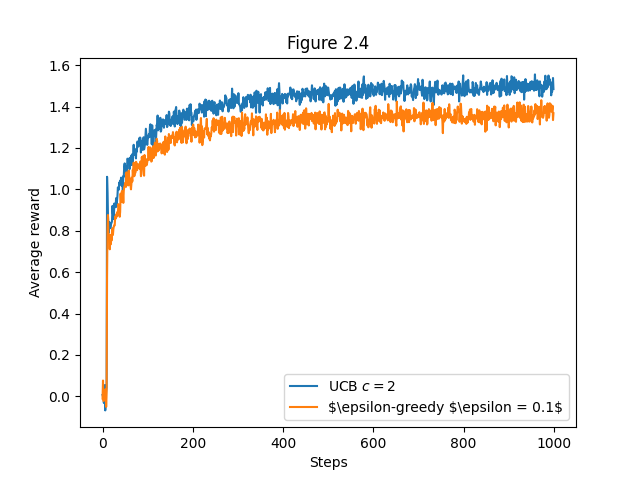 Figure 2.4
Average reward
1.6
1.4
1.2
1.0
0.8
0.6
0.4
0.2
0.0
UCB c = 2
$\epsilon-greedy $\epsilon = 0.1$
0 200 400 600 800 1000
Steps